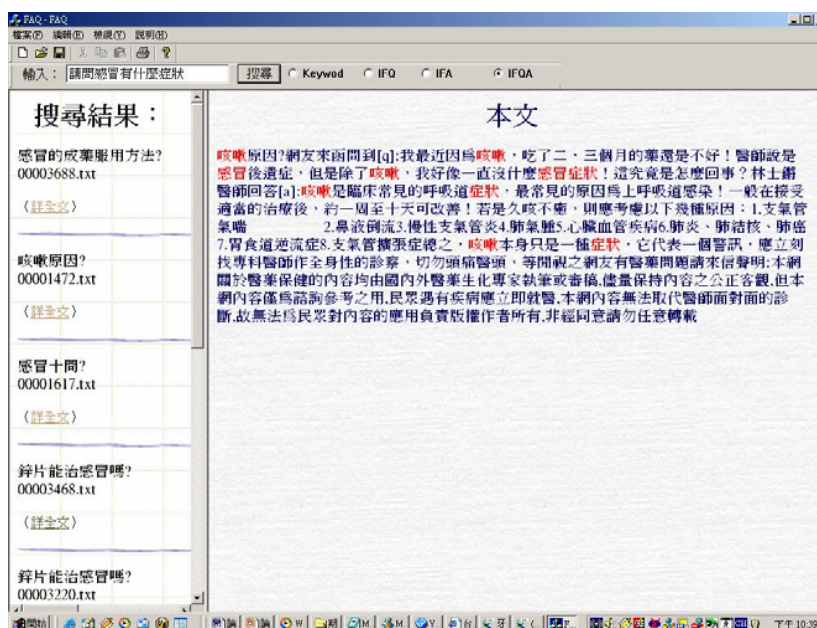 FAQ - FAQ
檔案(F) 編輯(E) 檢視(V) 說明(H)
輸入： 請問感冒有什麼症狀 搜尋 Keywod IFQ IFA IFQA
搜尋結果：
感冒的成藥服用方法?
00003688.txt
（詳全文）
咳嗽原因?
00001472.txt
（詳全文）
感冒十問?
00001617.txt
（詳全文）
鋅片能治感冒嗎?
00003468.txt
（詳全文）
鋅片能治感冒嗎?
00003220.txt
本文
咳嗽原因?網友來函問到[q]:我最近因為咳嗽，吃了二、三個月的藥還是不好！醫師說是
感冒後遺症，但是除了咳嗽，我好像一直沒什麼感冒症狀！這究竟是怎麼回事？林士鏘
醫師回答[a]:咳嗽是臨床常見的呼吸道症狀，最常見的原因為上呼吸道感染！一般在接受
適當的治療後，約一周至十天可改善！若是久咳不癒，則應考慮以下幾種原因：1.支氣管
氣喘 2.鼻液倒流3.慢性支氣管炎4.肺氣腫5.心臟血管疾病6.肺炎、肺結核、肺癌
7.胃食道逆流症8.支氣管擴張症總之，咳嗽本身只是一種症狀，它代表一個警訊，應立刻
找專科醫師作全身性的診察，切勿頭痛醫頭，等閒視之網友有醫藥問題請來信聲明:本網
關於醫藥保健的內容均由國內外醫藥生化專家執筆或審稿,儘量保持內容之公正客觀,但本
網內容僅為諮詢參考之用,民眾遇有疾病應立即就醫,本網內容無法取代醫師面對面的診
斷,故無法為民眾對內容的應用負責版權作者所有,非經同意請勿任意轉載
開始 下午 10:39